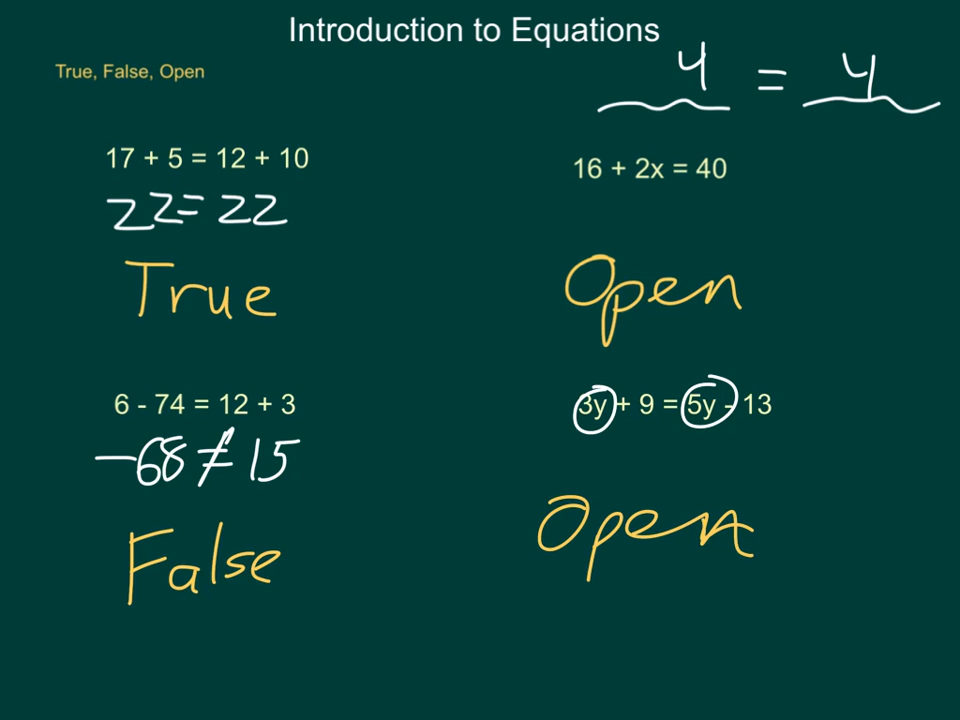 Introduction to Equations
True, False, Open
4 = 4
17 + 5 = 12 + 10
22 = 22
True
16 + 2x = 40
Open
6 - 74 = 12 + 3
-68 ≠ 15
False
3y + 9 = 5y - 13
Open